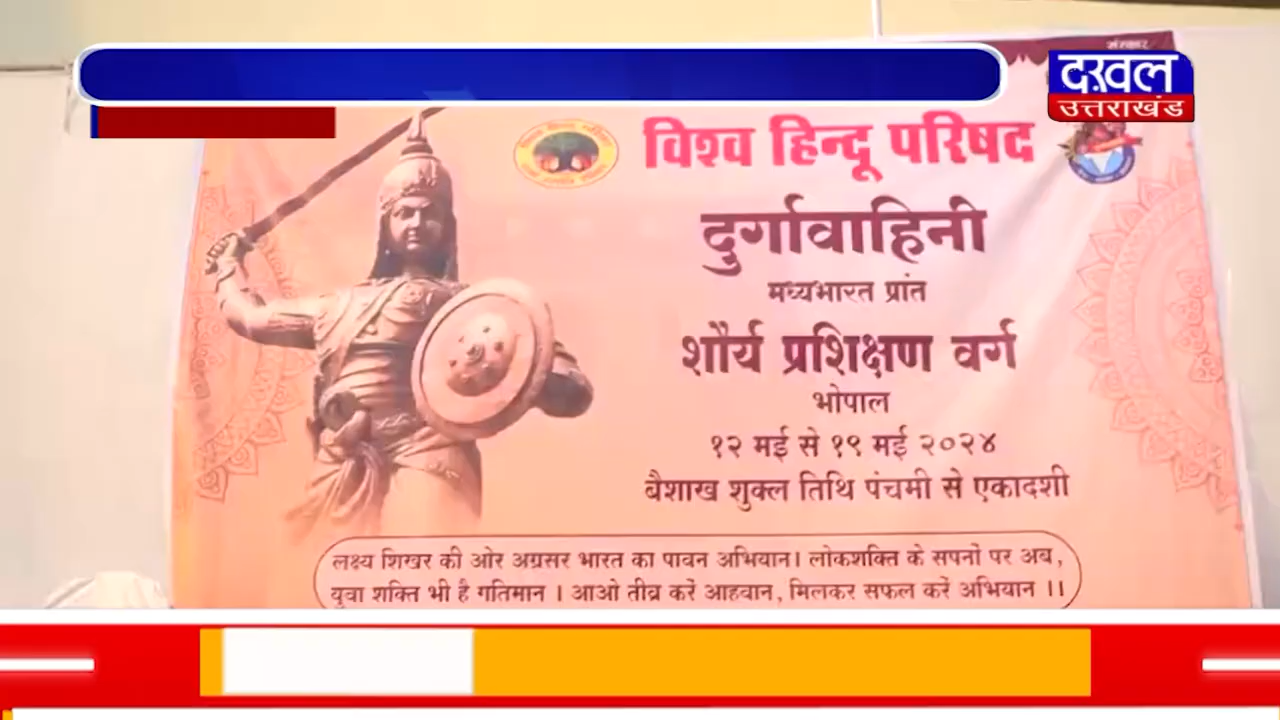 संस्कार
दख़ल
उत्तराखंड
विश्व हिन्दू परिषद
दुर्गावाहिनी
मध्यभारत प्रांत
शौर्य प्रशिक्षण वर्ग
भोपाल
१२ मई से १९ मई २०२४
बैशाख शुक्ल तिथि पंचमी से एकादशी
लक्ष्य शिखर की ओर अग्रसर भारत का पावन अभियान। लोकशक्ति के सपनों पर अब,
युवा शक्ति भी है गतिमान । आओ तीव्र करें आहवान, मिलकर सफल करें अभियान ।।